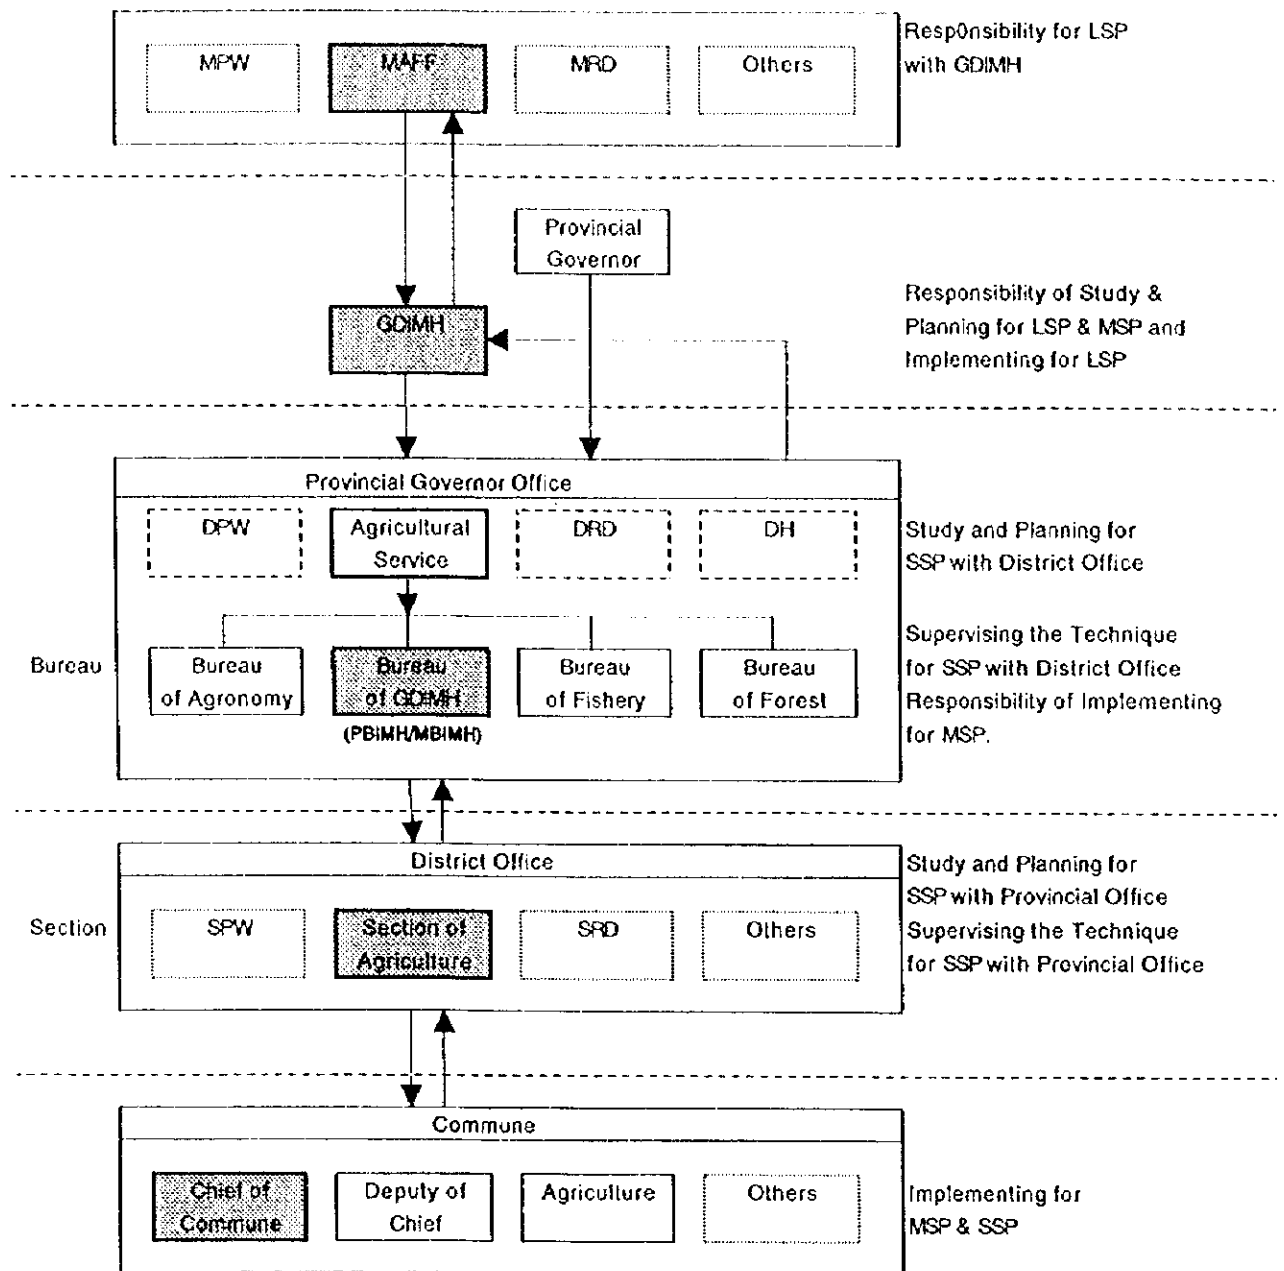 MPW
MAFF
MRD
Others
Resp0nsibility for LSP
with GDIMH
Provincial
Governor
GDIMH
Responsibility of Study &
Planning for LSP & MSP and
Implementing for LSP
Provincial Governor Office
DPW
Agricultural
Service
DRD
DH
Study and Planning for
SSP with District Office
Bureau
Bureau
of Agronomy
Bureau
of GDIMH
(PBIMH/MBIMH)
Bureau
of Fishery
Bureau
of Forest
Supervising the Technique
for SSP with District Office
Responsibility of Implementing
for MSP.
District Office
Section
SPW
Section of
Agriculture
SRD
Others
Study and Planning for
SSP with Provincial Office
Supervising the Technique
for SSP with Provincial Office
Commune
Chief of
Commune
Deputy of
Chief
Agriculture
Others
Implementing for
MSP & SSP